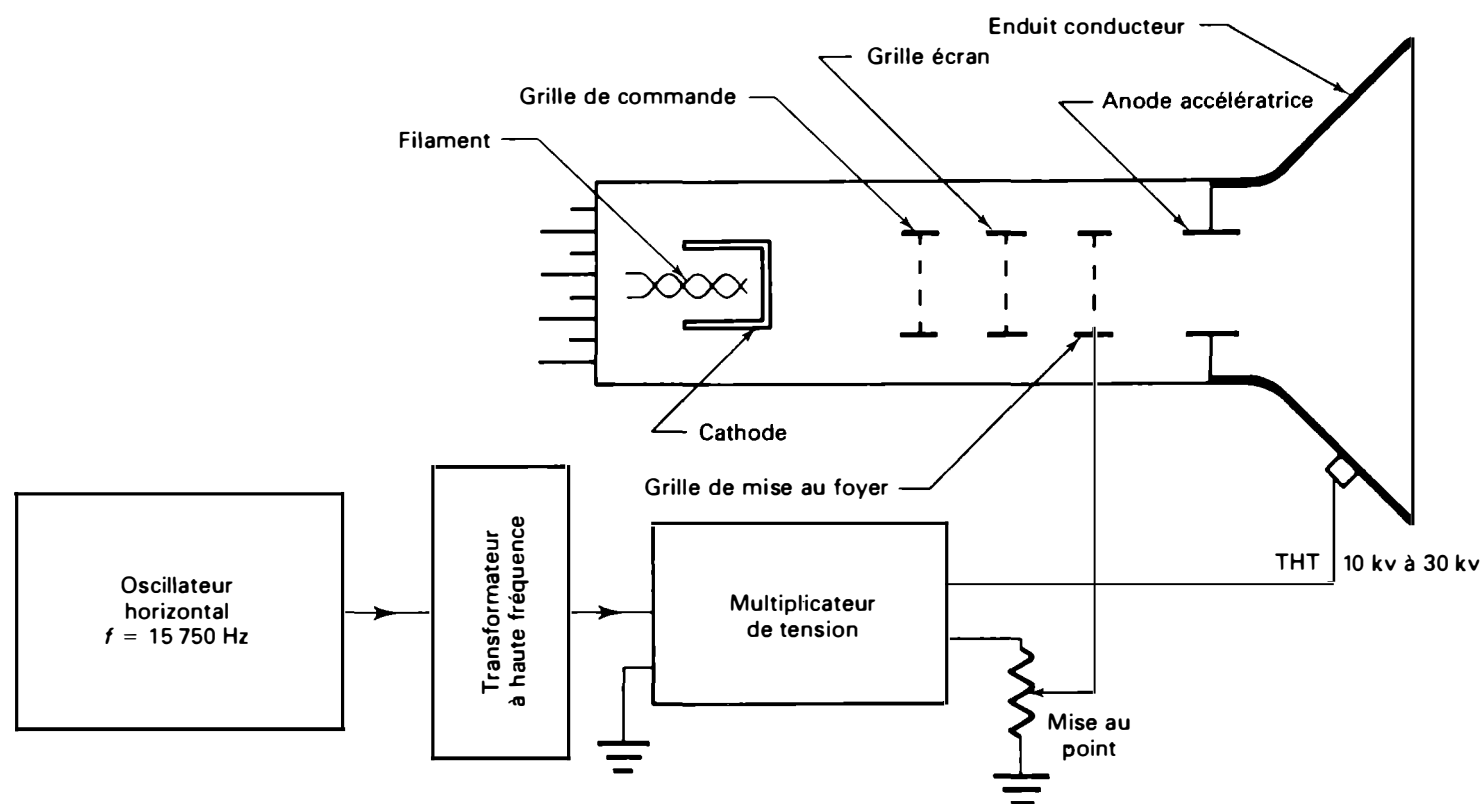 Enduit conducteur
Grille écran
Grille de commande
Anode accélératrice
Filament
Cathode
Grille de mise au foyer
THT 10 kv à 30 kv
Oscillateur
horizontal
f = 15 750 Hz
Transformateur
à haute fréquence
Multiplicateur
de tension
Mise au
point